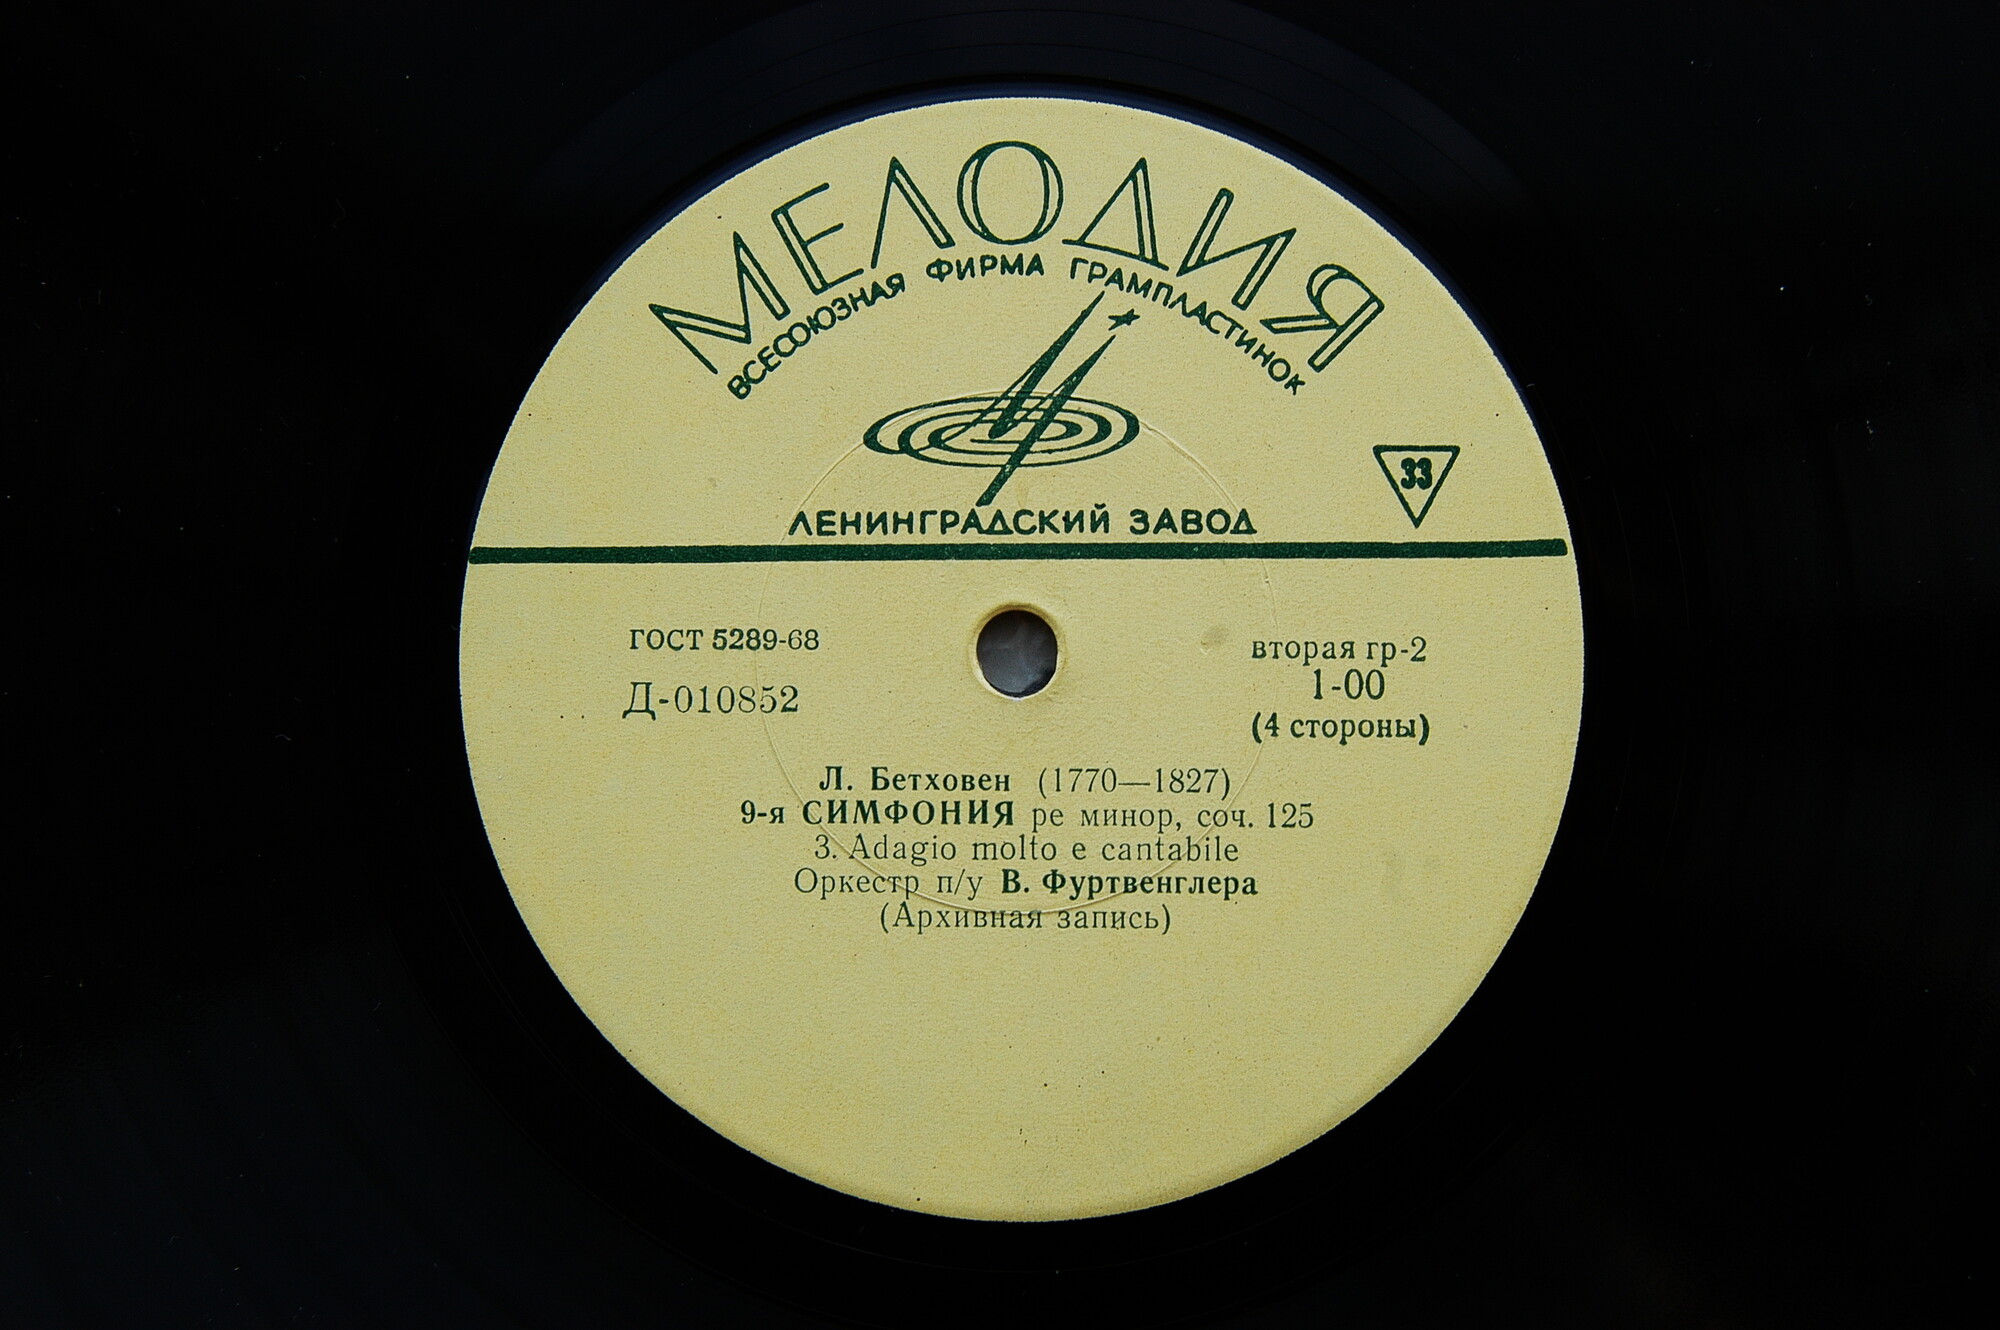 МЕЛОДИЯ
ВСЕСОЮЗНАЯ ФИРМА ГРАМПЛАСТИНОК
33
ЛЕНИНГРАДСКИЙ ЗАВОД
ГОСТ 5289-68
Д-010852
вторая гр-2
1-00
(4 стороны)
Л. Бетховен (1770—1827)
9-я СИМФОНИЯ ре минор, соч. 125
3. Adagio molto e cantabile
Оркестр п/у В. Фуртвенглера
(Архивная запись)